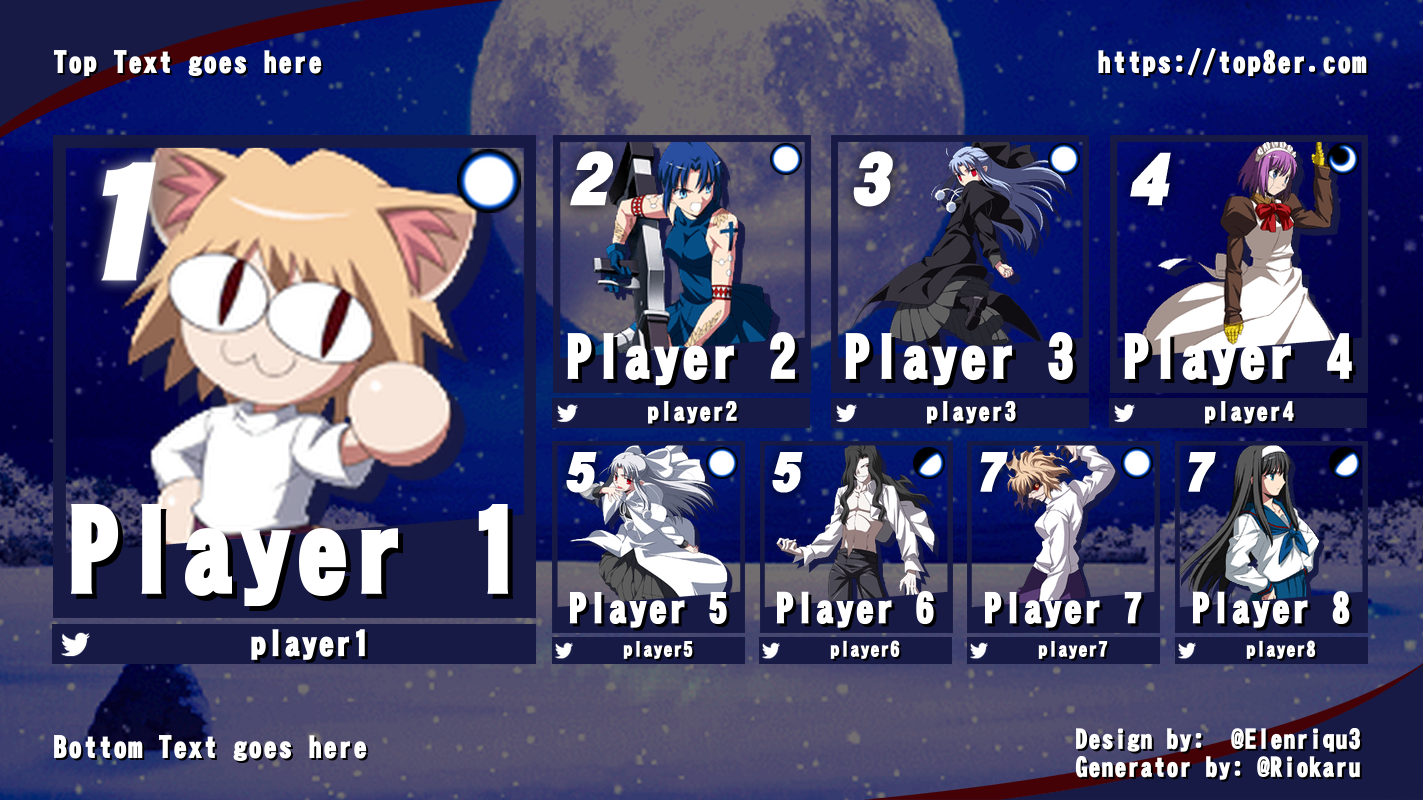 Top Text goes here
https://top8er.com
1
Player 1
player1
2
Player 2
player2
3
Player 3
player3
4
Player 4
player4
5
Player 5
player5
5
Player 6
player6
7
Player 7
player7
7
Player 8
player8
Bottom Text goes here
Design by: @Elenriqu3
Generator by: @Riokaru